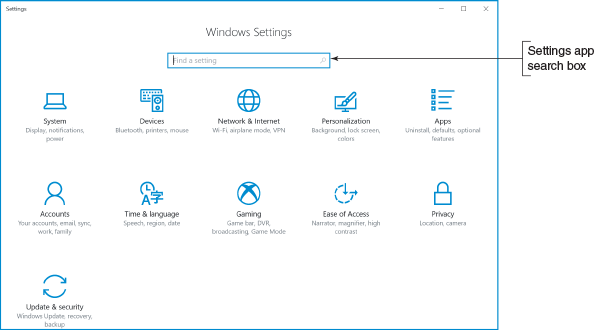 Settings
Windows Settings
Find a setting
Settings app
search box
System
Display, notifications,
power
Devices
Bluetooth, printers, mouse
Network & Internet
Wi-Fi, airplane mode, VPN
Personalization
Background, lock screen,
colors
Apps
Uninstall, defaults, optional
features
Accounts
Your accounts, email, sync,
work, family
Time & language
Speech, region, date
Gaming
Game bar, DVR,
broadcasting, Game Mode
Ease of Access
Narrator, magnifier, high
contrast
Privacy
Location, camera
Update & security
Windows Update, recovery,
backup